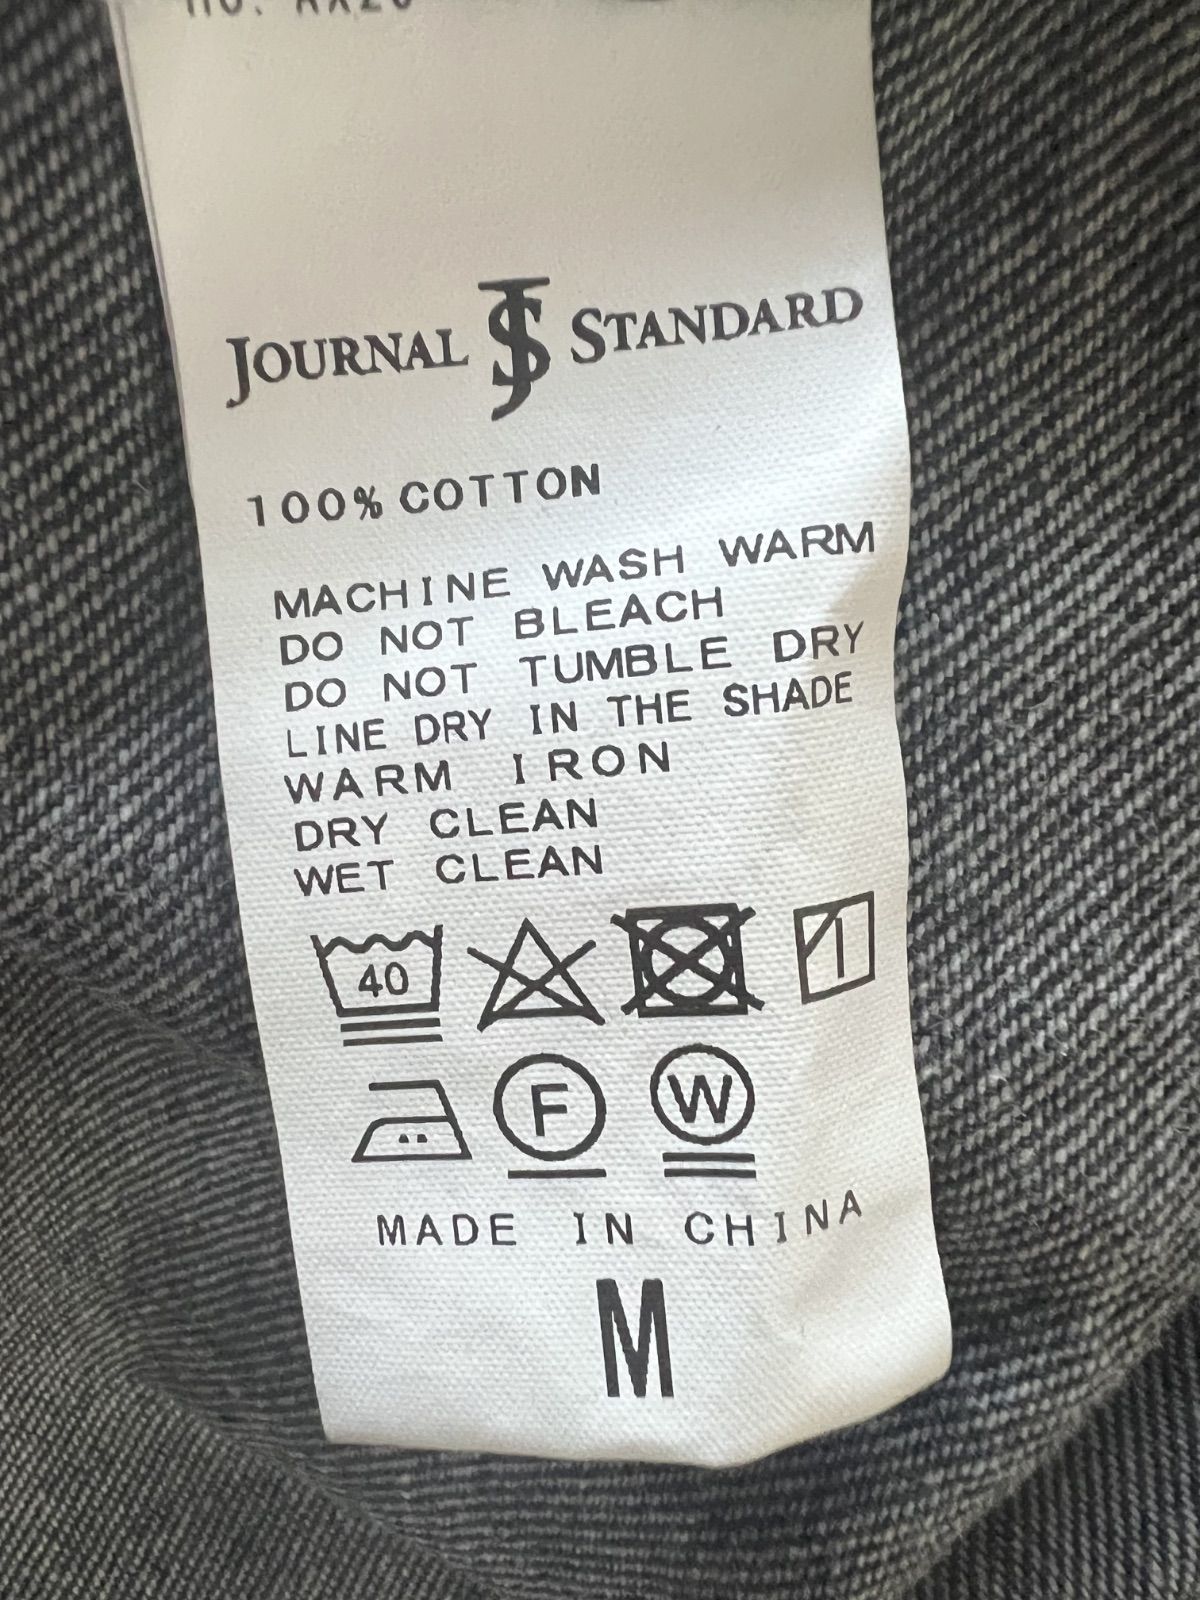 JOURNAL JS STANDARD
100% COTTON
MACHINE WASH WARM
DO NOT BLEACH
DO NOT TUMBLE DRY
LINE DRY IN THE SHADE
WARM IRON
DRY CLEAN
WET CLEAN
40
F W
MADE IN CHINA
M